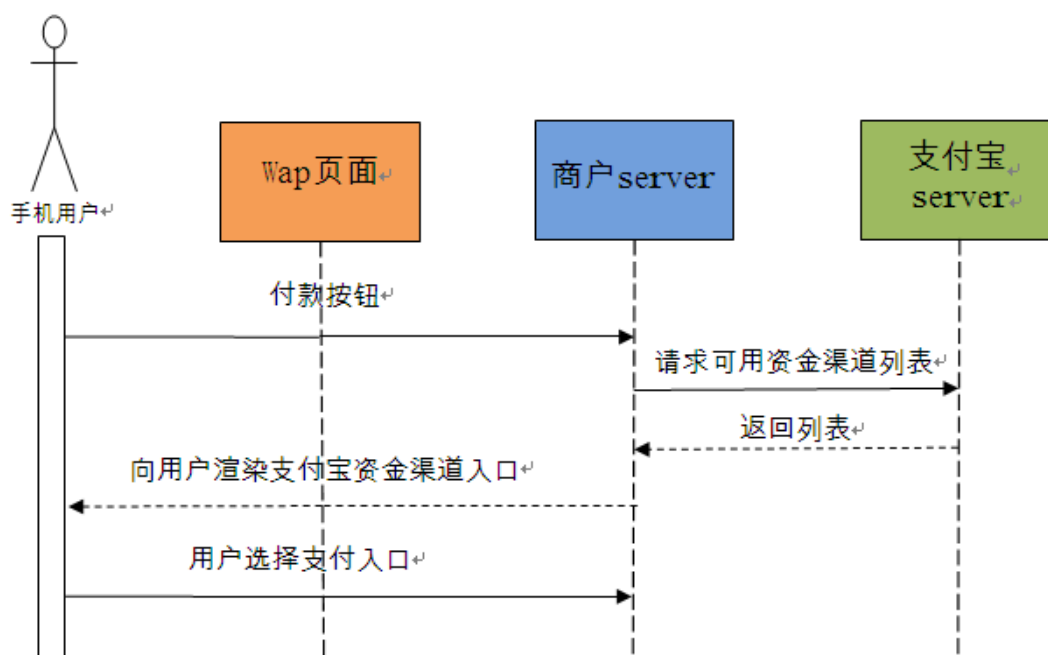 Wap页面
商户server
支付宝
server
手机用户
付款按钮
请求可用资金渠道列表
返回列表
向用户渲染支付宝资金渠道入口
用户选择支付入口